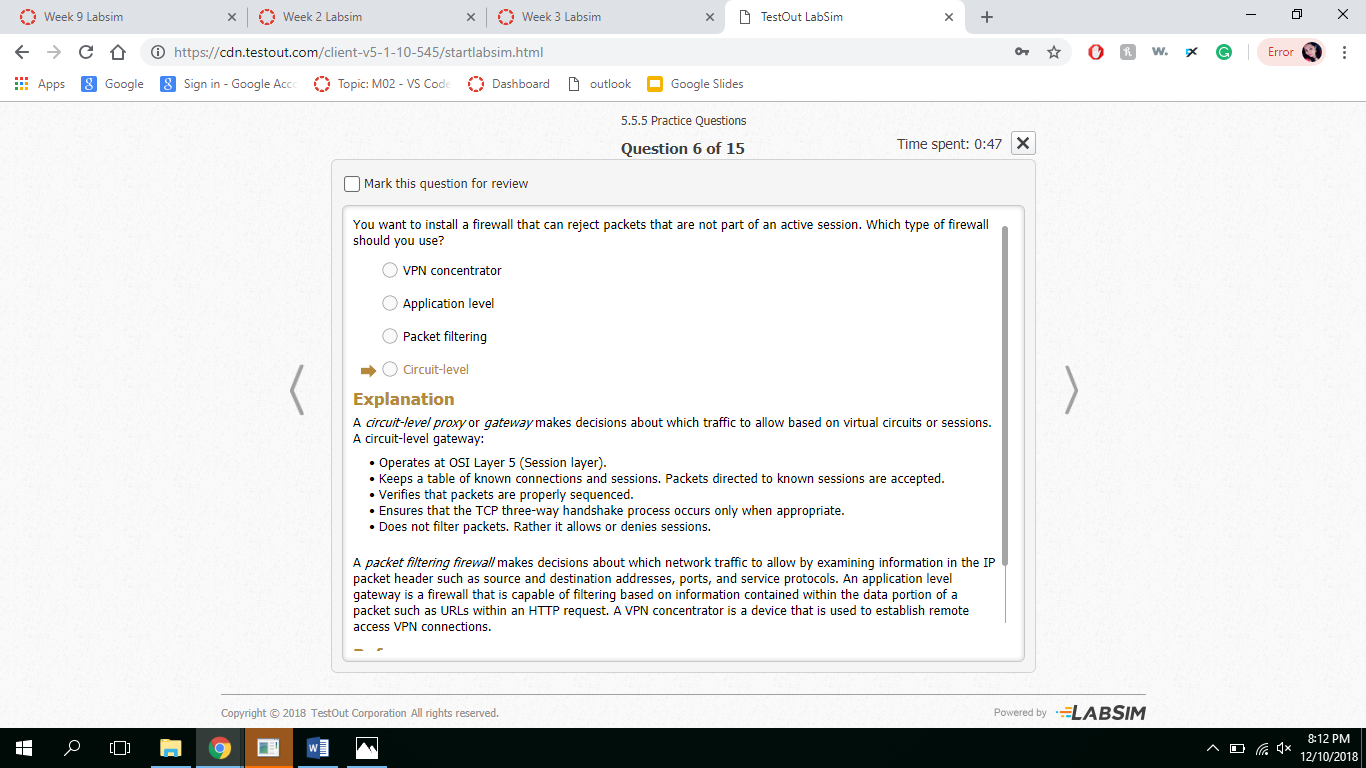 Week 9 Labsim
Week 2 Labsim
Week 3 Labsim
TestOut LabSim
https://cdn.testout.com/client-v5-1-10-545/startlabsim.html
Error
Apps
Google
Sign in - Google Acco
Topic: M02 - VS Code
Dashboard
outlook
Google Slides
5.5.5 Practice Questions
Question 6 of 15
Time spent: 0:47
Mark this question for review
You want to install a firewall that can reject packets that are not part of an active session. Which type of firewall
should you use?
VPN concentrator
Application level
Packet filtering
Circuit-level
Explanation
A circuit-level proxy or gateway makes decisions about which traffic to allow based on virtual circuits or sessions.
A circuit-level gateway:
• Operates at OSI Layer 5 (Session layer).
• Keeps a table of known connections and sessions. Packets directed to known sessions are accepted.
• Verifies that packets are properly sequenced.
• Ensures that the TCP three-way handshake process occurs only when appropriate.
• Does not filter packets. Rather it allows or denies sessions.
A packet filtering firewall makes decisions about which network traffic to allow by examining information in the IP
packet header such as source and destination addresses, ports, and service protocols. An application level
gateway is a firewall that is capable of filtering based on information contained within the data portion of a
packet such as URLs within an HTTP request. A VPN concentrator is a device that is used to establish remote
access VPN connections.
Copyright © 2018 TestOut Corporation All rights reserved.
Powered by LABSIM
8:12 PM
12/10/2018